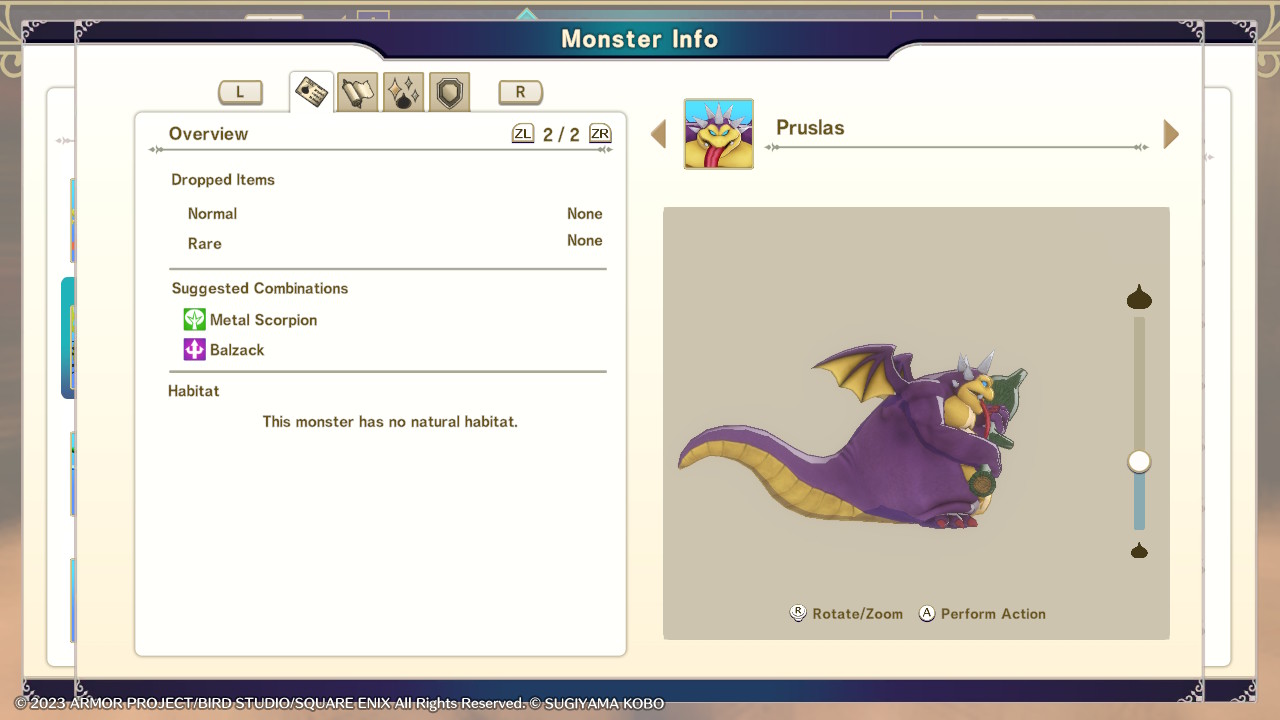 Monster Info
L
R
Overview
ZL 2 / 2 ZR
Dropped Items
Normal None
Rare None
Suggested Combinations
Metal Scorpion
Balzack
Habitat
This monster has no natural habitat.
Pruslas
R Rotate/Zoom A Perform Action
© 2023 ARMOR PROJECT/BIRD STUDIO/SQUARE ENIX All Rights Reserved. © SUGIYAMA KOBO